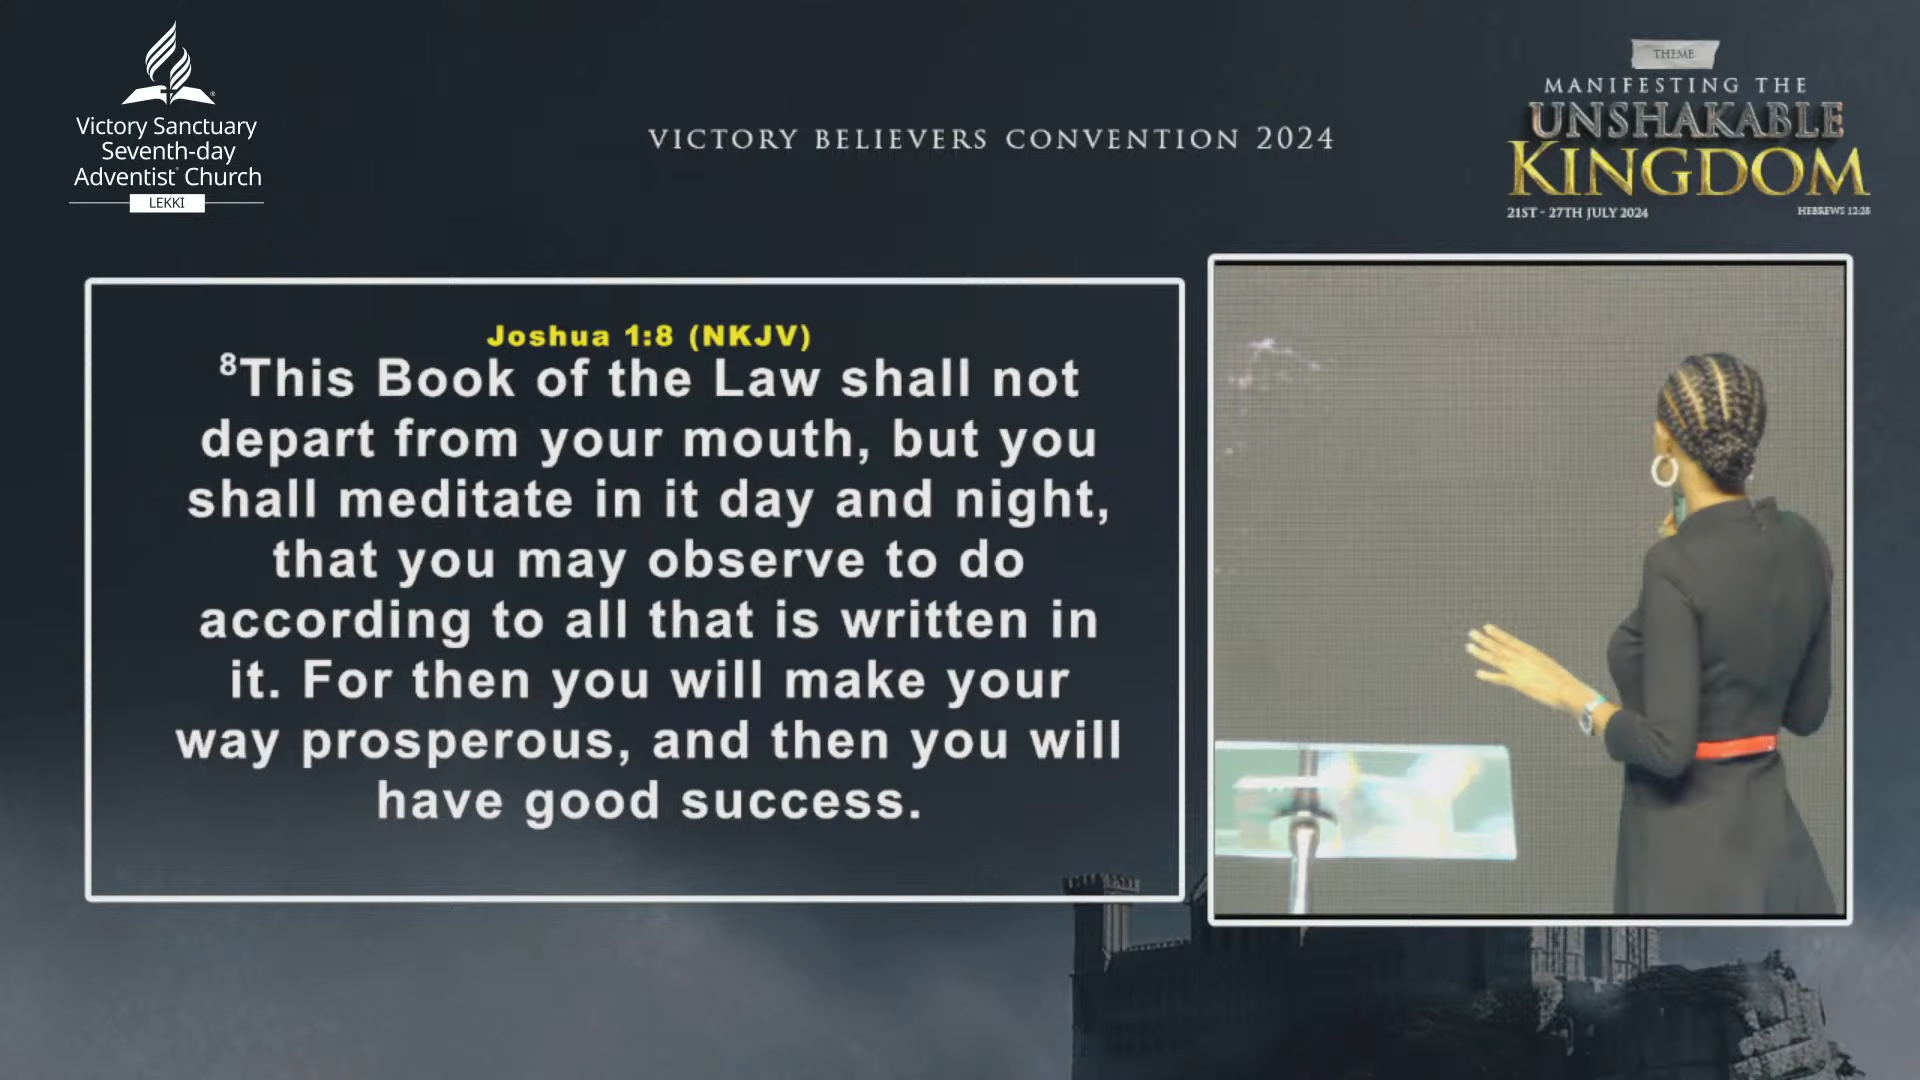 Victory Sanctuary
Seventh-day
Adventist® Church
LEKKI
VICTORY BELIEVERS CONVENTION 2024
THEME
MANIFESTING THE
UNSHAKABLE
KINGDOM
21ST - 27TH JULY 2024
HEBREWS 12:28
Joshua 1:8 (NKJV)
8This Book of the Law shall not
depart from your mouth, but you
shall meditate in it day and night,
that you may observe to do
according to all that is written in
it. For then you will make your
way prosperous, and then you will
have good success.